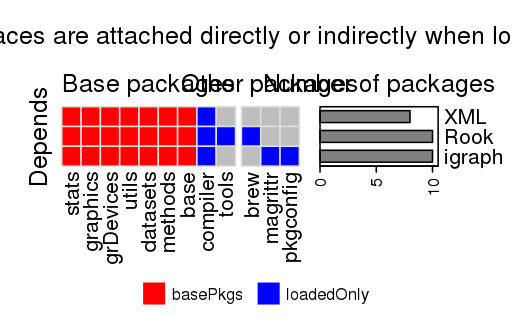 aces are attached directly or indirectly when lo
Base packages
Other packages
Number of packages
Depends
XML
Rook
igraph
0
5
10
stats
graphics
grDevices
utils
datasets
methods
base
compiler
tools
brew
magrittr
pkgconfig
basePkgs
loadedOnly